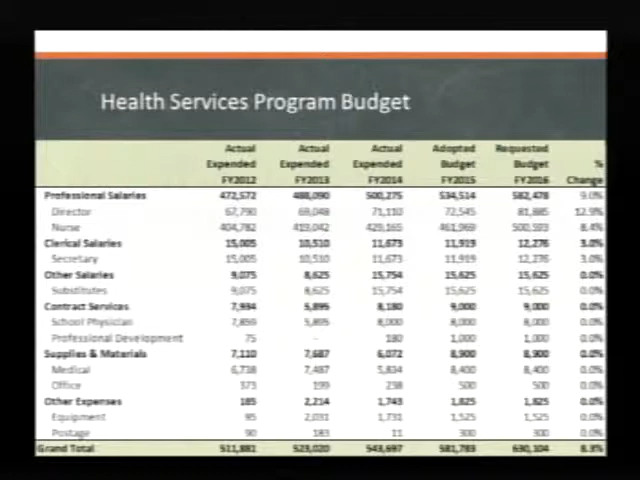 Health Services Program Budget
Actual Actual Actual Adopted Requested
Expended Expended Expended Budget Budget %
FY2012 FY2013 FY2014 FY2015 FY2016 Change
Professional Salaries 472,572 488,090 500,275 534,514 582,478 9.0%
Director 67,790 69,048 71,110 72,545 81,885 12.9%
Nurse 404,782 419,042 429,165 461,969 500,593 8.4%
Clerical Salaries 15,005 10,510 11,673 11,919 12,276 3.0%
Secretary 15,005 10,510 11,673 11,919 12,276 3.0%
Other Salaries 9,075 8,625 15,754 15,625 15,625 0.0%
Substitutes 9,075 8,625 15,754 15,625 15,625 0.0%
Contract Services 7,934 5,895 8,180 9,000 9,000 0.0%
School Physician 7,859 5,895 8,000 8,000 8,000 0.0%
Professional Development 75 - 180 1,000 1,000 0.0%
Supplies & Materials 7,110 7,687 6,072 8,900 8,900 0.0%
Medical 6,738 7,487 5,834 8,400 8,400 0.0%
Office 373 199 238 500 500 0.0%
Other Expenses 185 2,214 1,743 1,825 1,825 0.0%
Equipment 95 2,031 1,731 1,525 1,525 0.0%
Postage 90 183 11 300 300 0.0%
Grand Total 511,881 523,020 543,697 581,783 630,104 8.3%